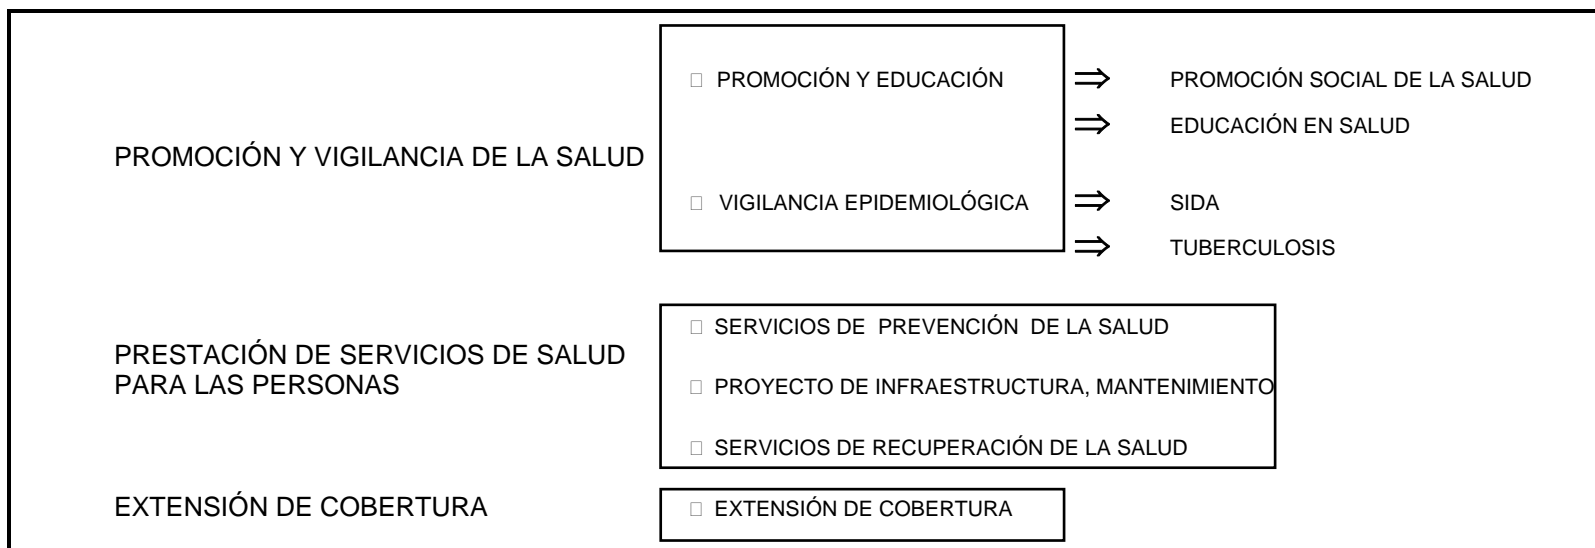 □ PROMOCIÓN Y EDUCACIÓN ⇒ PROMOCIÓN SOCIAL DE LA SALUD
⇒ EDUCACIÓN EN SALUD
PROMOCIÓN Y VIGILANCIA DE LA SALUD
□ VIGILANCIA EPIDEMIOLÓGICA ⇒ SIDA
⇒ TUBERCULOSIS
□ SERVICIOS DE PREVENCIÓN DE LA SALUD
PRESTACIÓN DE SERVICIOS DE SALUD
PARA LAS PERSONAS
□ PROYECTO DE INFRAESTRUCTURA, MANTENIMIENTO
□ SERVICIOS DE RECUPERACIÓN DE LA SALUD
EXTENSIÓN DE COBERTURA
□ EXTENSIÓN DE COBERTURA